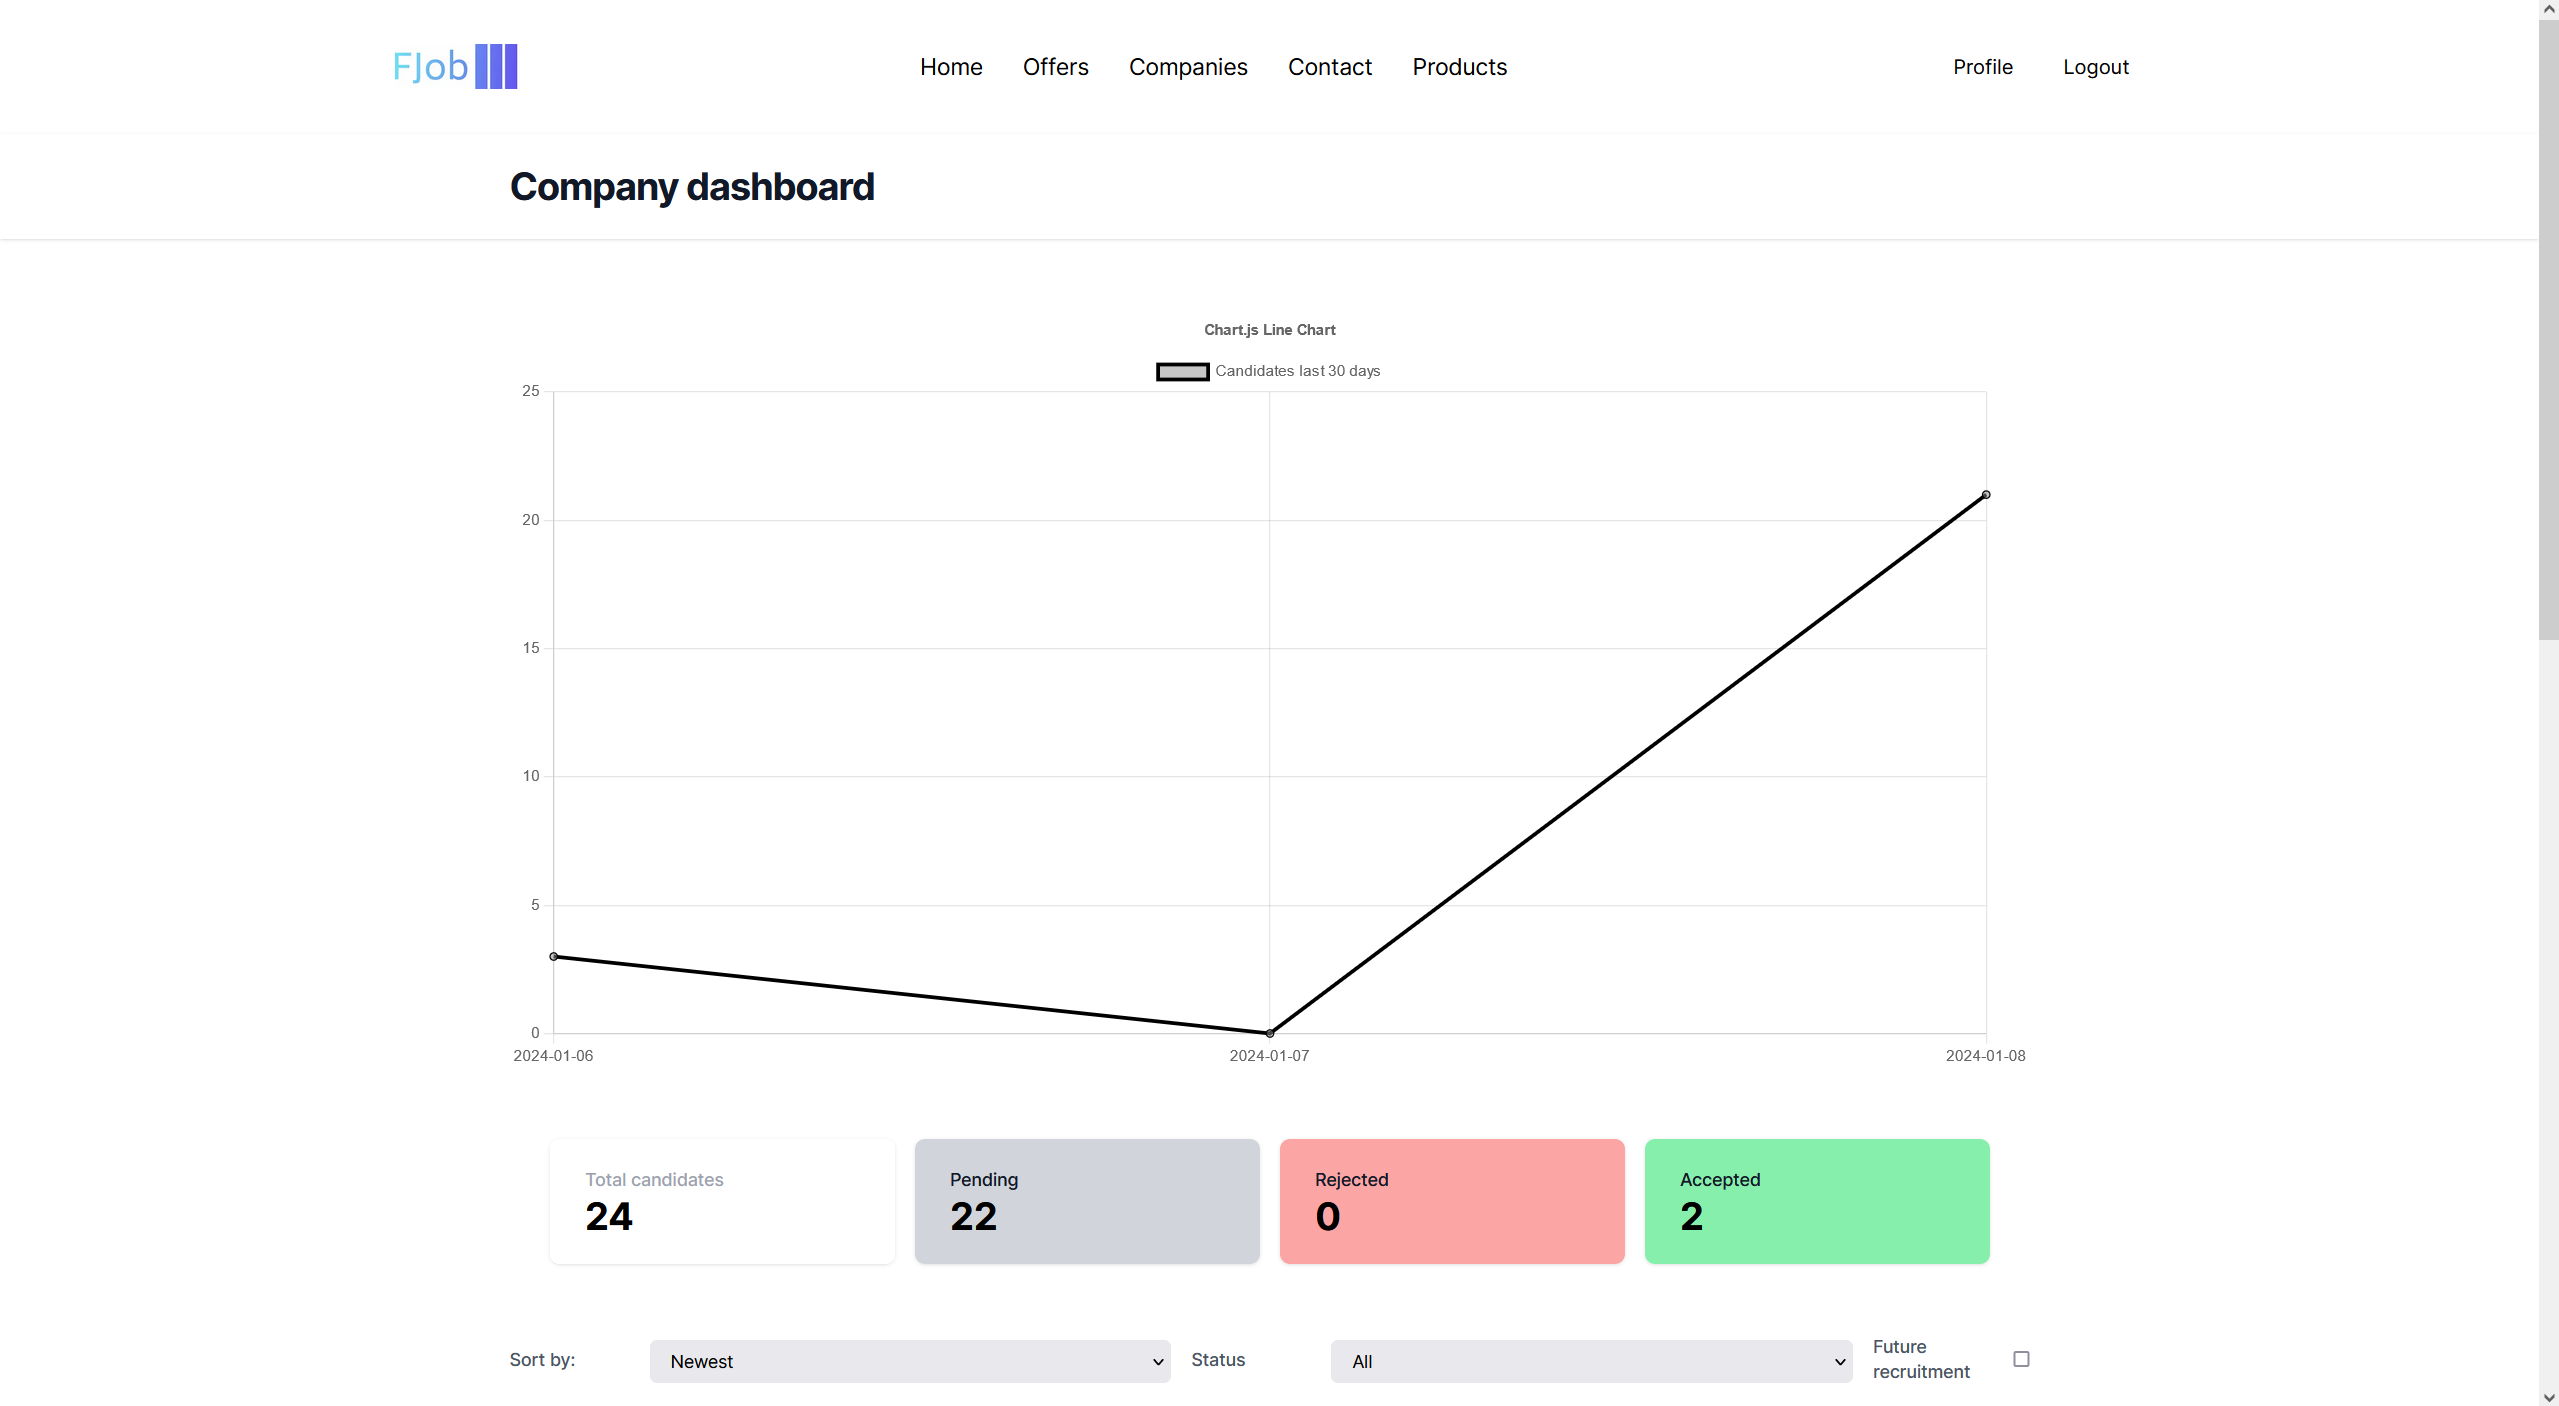 FJob
Home Offers Companies Contact Products
Profile Logout
Company dashboard
Chart.js Line Chart
Candidates last 30 days
25
20
15
10
5
0
2024-01-06 2024-01-07 2024-01-08
Total candidates
24
Pending
22
Rejected
0
Accepted
2
Sort by: Newest
Status All
Future
recruitment